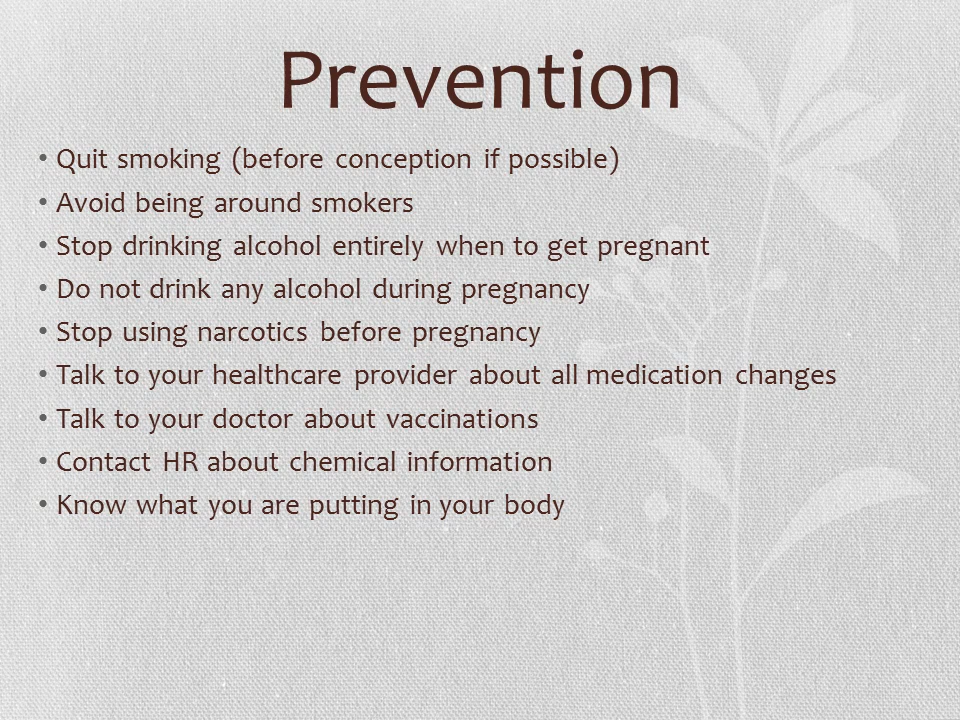 Prevention
• Quit smoking (before conception if possible)
• Avoid being around smokers
• Stop drinking alcohol entirely when to get pregnant
• Do not drink any alcohol during pregnancy
• Stop using narcotics before pregnancy
• Talk to your healthcare provider about all medication changes
• Talk to your doctor about vaccinations
• Contact HR about chemical information
• Know what you are putting in your body